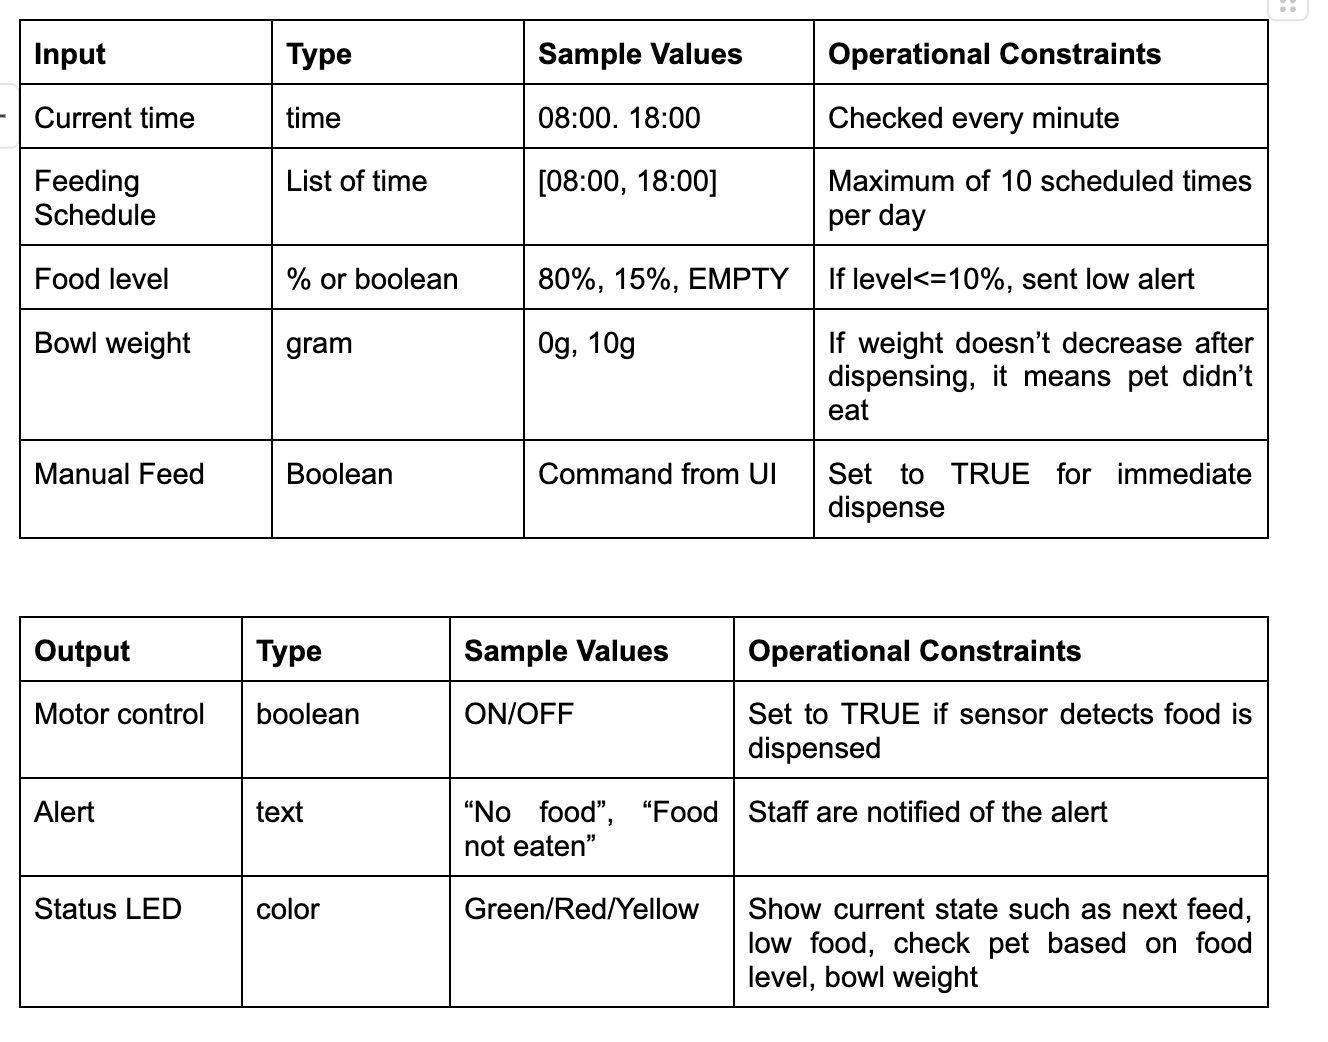 Input Type Sample Values Operational Constraints
Current time time 08:00. 18:00 Checked every minute
Feeding Schedule List of time [08:00, 18:00] Maximum of 10 scheduled times
per day
Food level % or boolean 80%, 15%, EMPTY If level<=10%, sent low alert
Bowl weight gram 0g, 10g If weight doesn’t decrease after
dispensing, it means pet didn’t
eat
Manual Feed Boolean Command from UI Set to TRUE for immediate
dispense
Output Type Sample Values Operational Constraints
Motor control boolean ON/OFF Set to TRUE if sensor detects food is
dispensed
Alert text “No food”, “Food
not eaten” Staff are notified of the alert
Status LED color Green/Red/Yellow Show current state such as next feed,
low food, check pet based on food
level, bowl weight